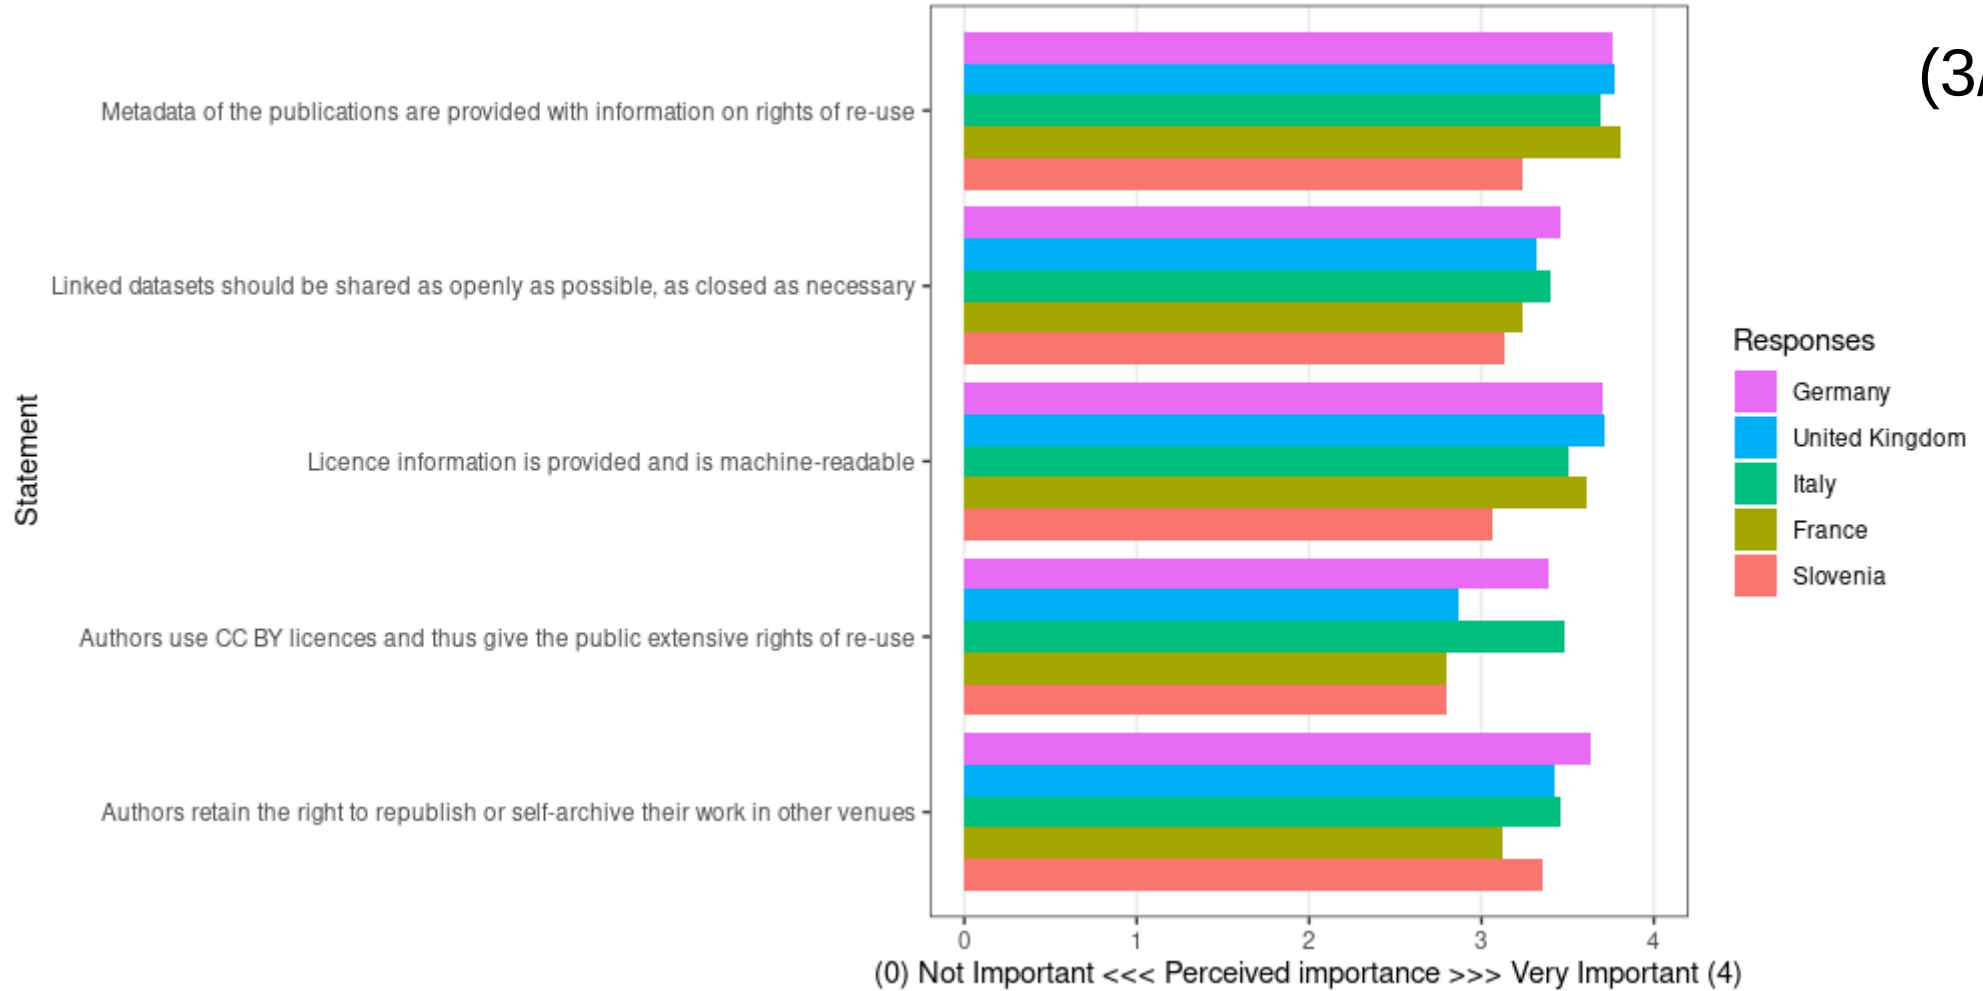 (3/
Metadata of the publications are provided with information on rights of re-use
Linked datasets should be shared as openly as possible, as closed as necessary
Licence information is provided and is machine-readable
Authors use CC BY licences and thus give the public extensive rights of re-use
Authors retain the right to republish or self-archive their work in other venues
Statement
0 1 2 3 4
(0) Not Important <<< Perceived importance >>> Very Important (4)
Responses
Germany
United Kingdom
Italy
France
Slovenia